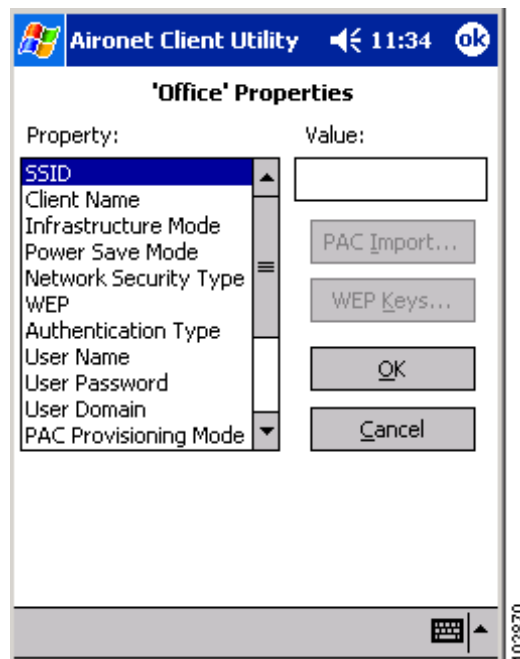 Aironet Client Utility 11:34 ok
'Office' Properties
Property: Value:
SSID
Client Name
Infrastructure Mode
Power Save Mode
Network Security Type
WEP
Authentication Type
User Name
User Password
User Domain
PAC Provisioning Mode
PAC Import...
WEP Keys...
OK
Cancel
103870